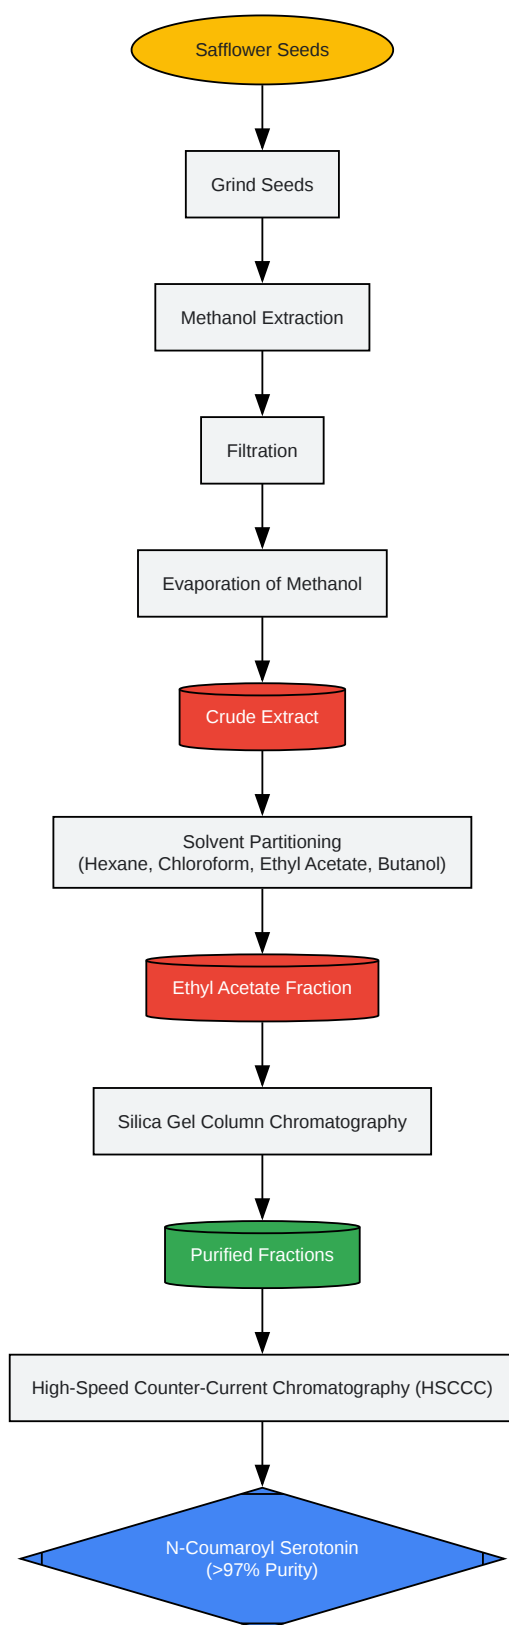 Safflower Seeds
Grind Seeds
Methanol Extraction
Filtration
Evaporation of Methanol
Crude Extract
Solvent Partitioning
(Hexane, Chloroform, Ethyl Acetate, Butanol)
Ethyl Acetate Fraction
Silica Gel Column Chromatography
Purified Fractions
High-Speed Counter-Current Chromatography (HSCCC)
N-Coumaroyl Serotonin
(>97% Purity)